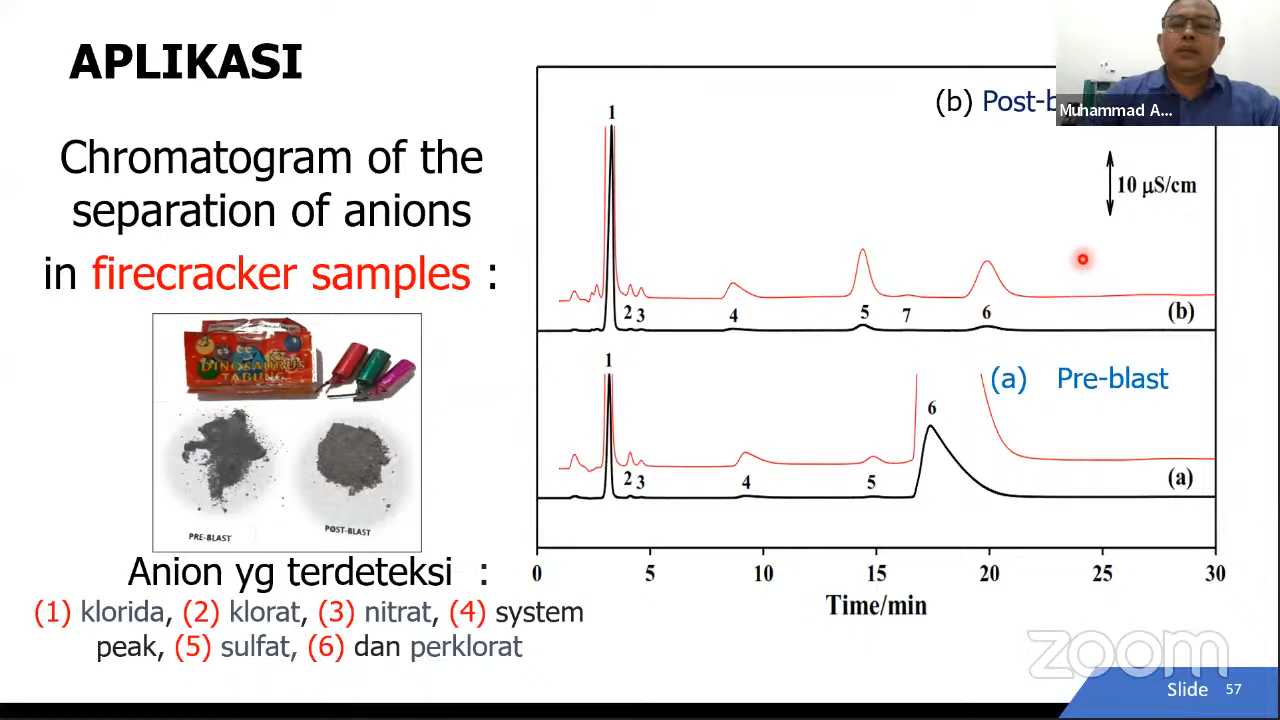 APLIKASI
Chromatogram of the
separation of anions
in firecracker samples :
DINOSAURUS
TABUNG
PRE-BLAST
POST-BLAST
Anion yg terdeteksi :
(1) klorida, (2) klorat, (3) nitrat, (4) system
peak, (5) sulfat, (6) dan perklorat
(b) Post-b
Muhammad A...
1
10 μS/cm
2 3 4 5 7 6
(b)
1
(a) Pre-blast
6
2 3 4 5
(a)
0 5 10 15 20 25 30
Time/min
zoom
Slide 57